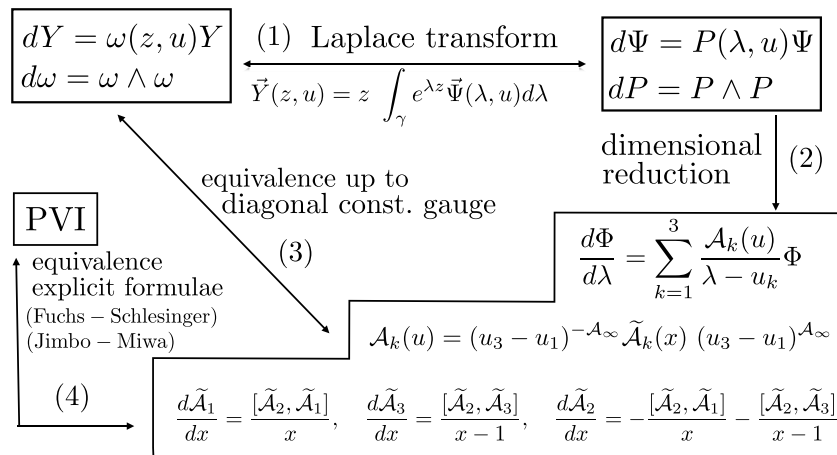 dY = ω(z, u)Y
dω = ω ∧ ω
(1) Laplace transform
Y⃗(z, u) = z ∫_γ e^{λz} Ψ⃗(λ, u)dλ
dΨ = P(λ, u)Ψ
dP = P ∧ P
dimensional
reduction
(2)
equivalence up to
diagonal const. gauge
(3)
PVI
equivalence
explicit formulae
(Fuchs – Schlesinger)
(Jimbo – Miwa)
(4)
dΦ/dλ = ∑_{k=1}^{3} 𝒜_k(u)/(λ − u_k) Φ
𝒜_k(u) = (u_3 − u_1)^{−𝒜_∞} 𝒜̃_k(x) (u_3 − u_1)^{𝒜_∞}
d𝒜̃_1/dx = [𝒜̃_2, 𝒜̃_1]/x, d𝒜̃_3/dx = [𝒜̃_2, 𝒜̃_3]/(x − 1), d𝒜̃_2/dx = −[𝒜̃_2, 𝒜̃_1]/x − [𝒜̃_2, 𝒜̃_3]/(x − 1)